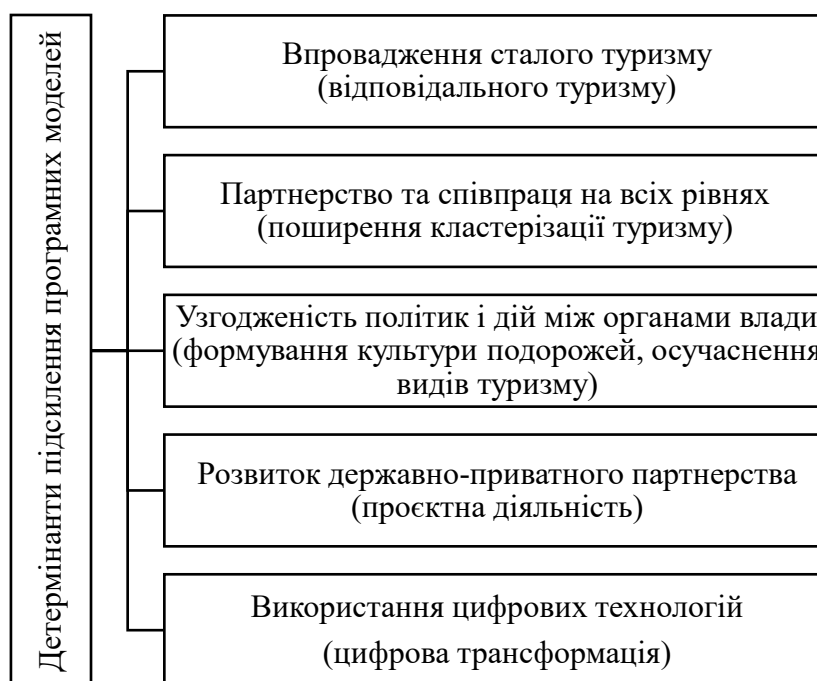 Детермінанти підсилення програмних моделей
Впровадження сталого туризму
(відповідального туризму)
Партнерство та співпраця на всіх рівнях
(поширення кластерізації туризму)
Узгодженість політик і дій між органами влади
(формування культури подорожей, осучаснення
видів туризму)
Розвиток державно-приватного партнерства
(проєктна діяльність)
Використання цифрових технологій
(цифрова трансформація)